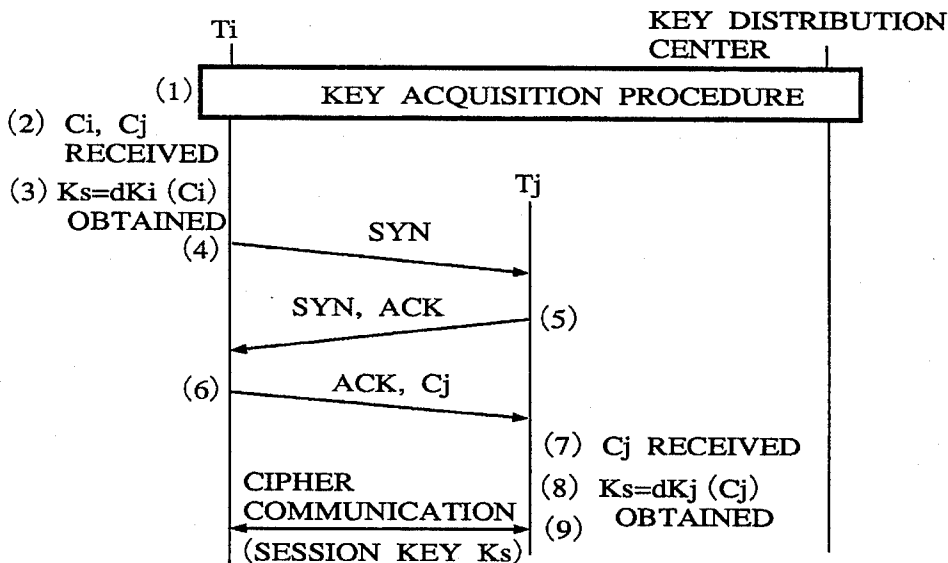 Ti
KEY DISTRIBUTION
CENTER
(1)
KEY ACQUISITION PROCEDURE
(2) Ci, Cj
RECEIVED
(3) Ks=dKi (Ci)
OBTAINED
Tj
(4)
SYN
SYN, ACK
(5)
(6)
ACK, Cj
(7) Cj RECEIVED
(8) Ks=dKj (Cj)
OBTAINED
CIPHER
COMMUNICATION
(9)
(SESSION KEY Ks)